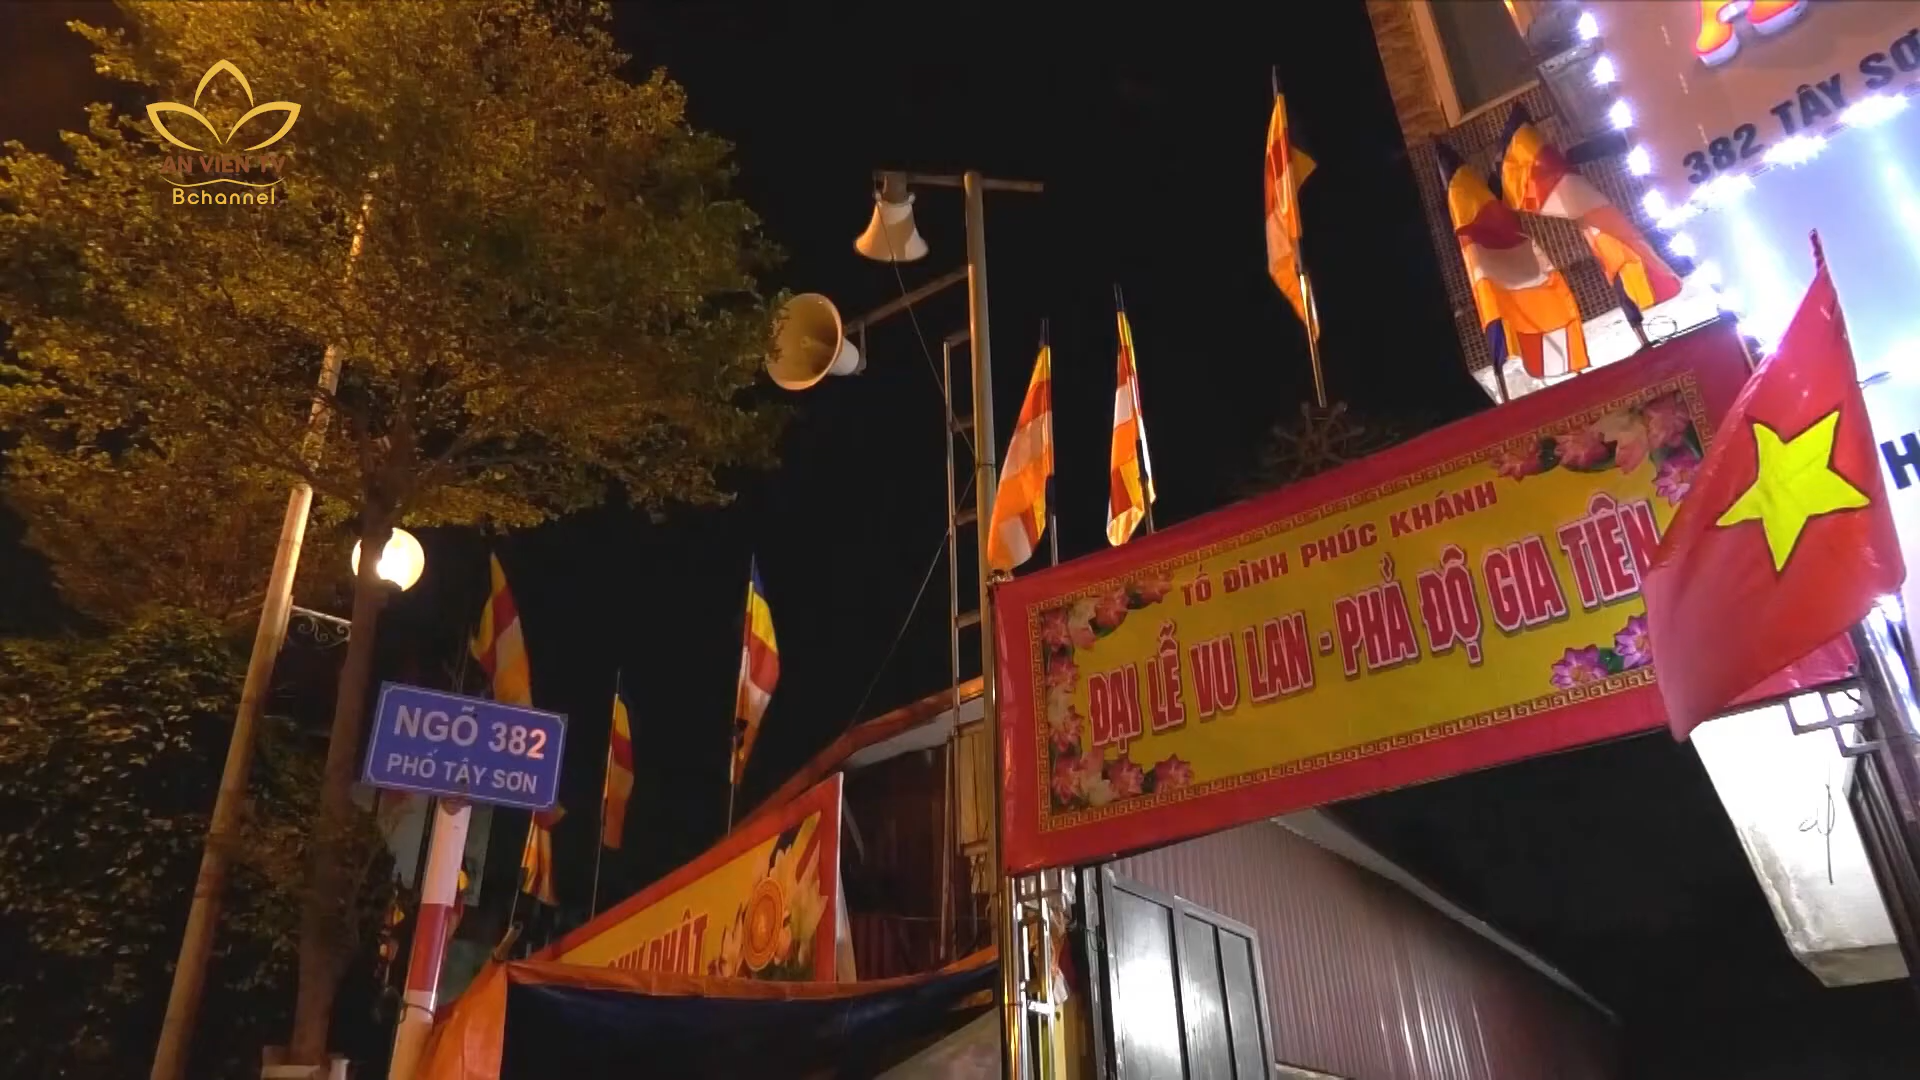 AN VIEN TV
Bchannel
382 TÂY SƠ
TỔ ĐÌNH PHÚC KHÁNH
ĐẠI LỄ VU LAN - PHẢ ĐỘ GIA TIÊN
NGÕ 382
PHỐ TÂY SƠN
PHẬT